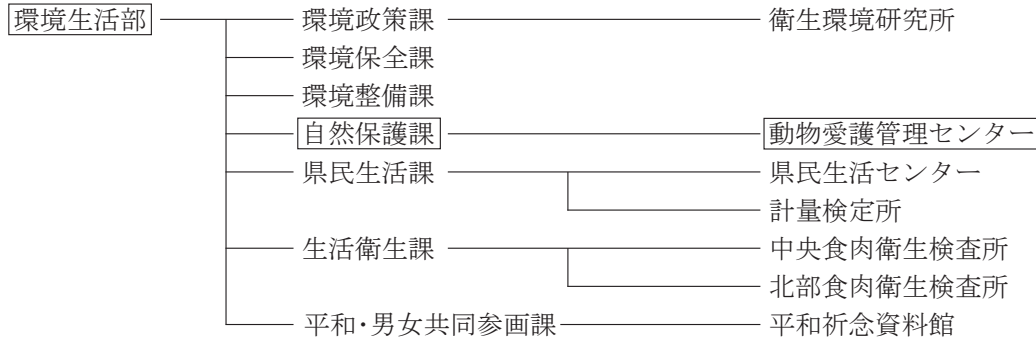 環境生活部 環境政策課 衛生環境研究所
環境保全課
環境整備課
自然保護課 動物愛護管理センター
県民生活課 県民生活センター
計量検定所
生活衛生課 中央食肉衛生検査所
北部食肉衛生検査所
平和・男女共同参画課 平和祈念資料館